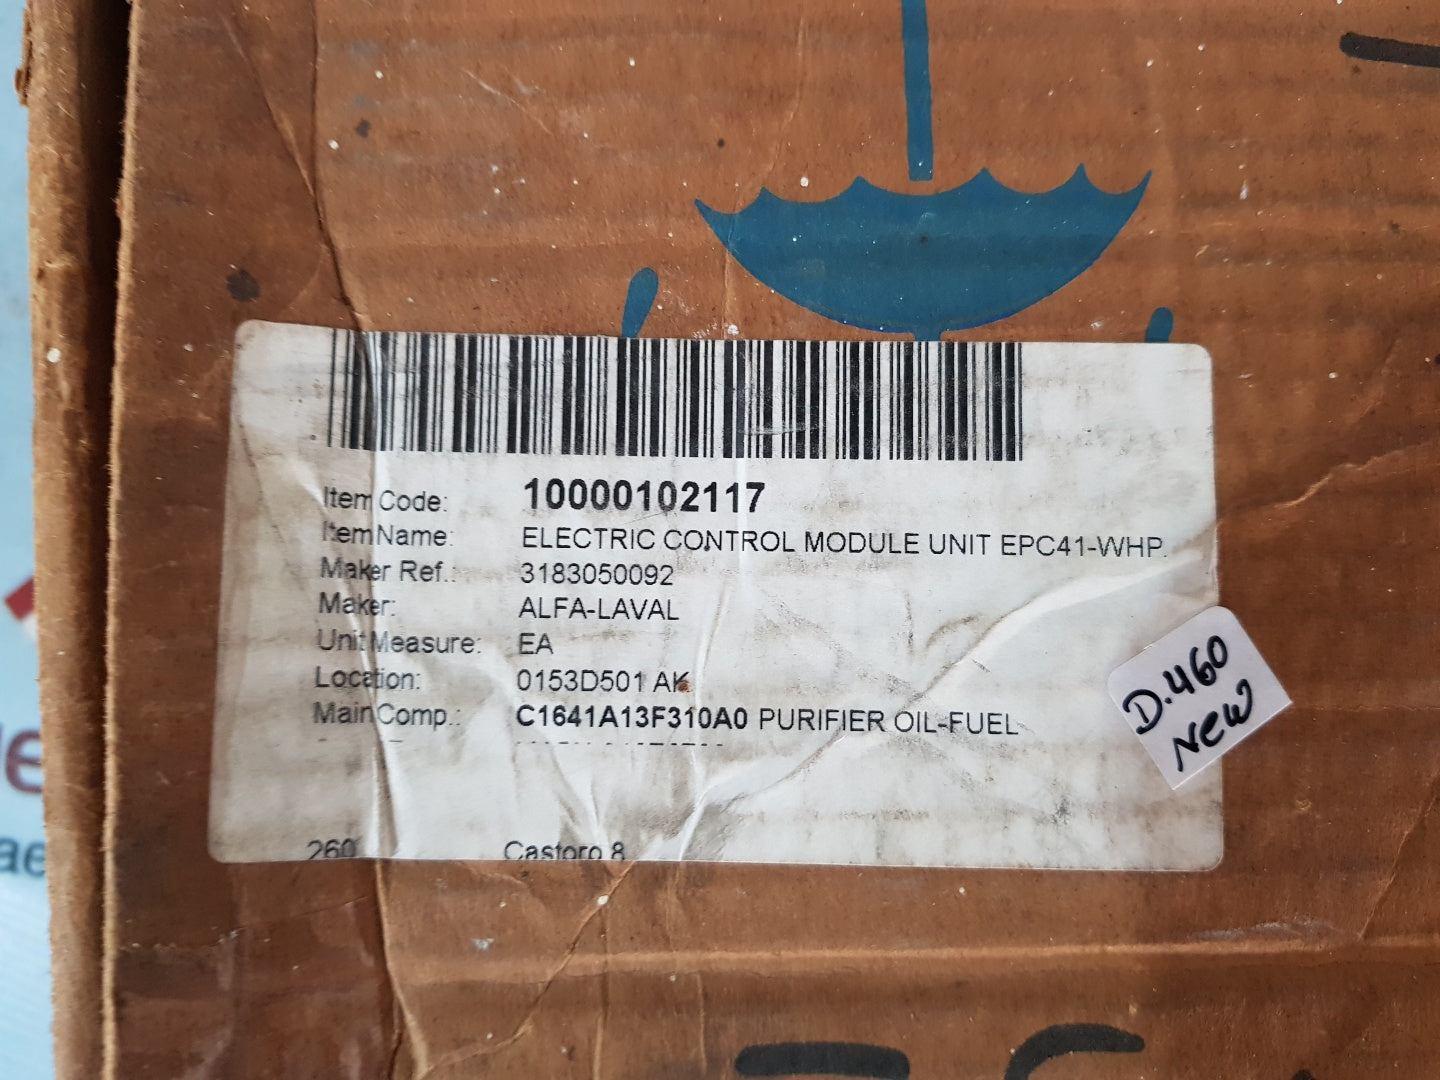 Item Code: 10000102117
Item Name: ELECTRIC CONTROL MODULE UNIT EPC41-WHP.
Maker Ref.: 3183050092
Maker: ALFA-LAVAL
Unit Measure: EA
Location: 0153D501 AK
Main Comp.: C1641A13F310A0 PURIFIER OIL-FUEL
260 Castoro 8
D.460
New